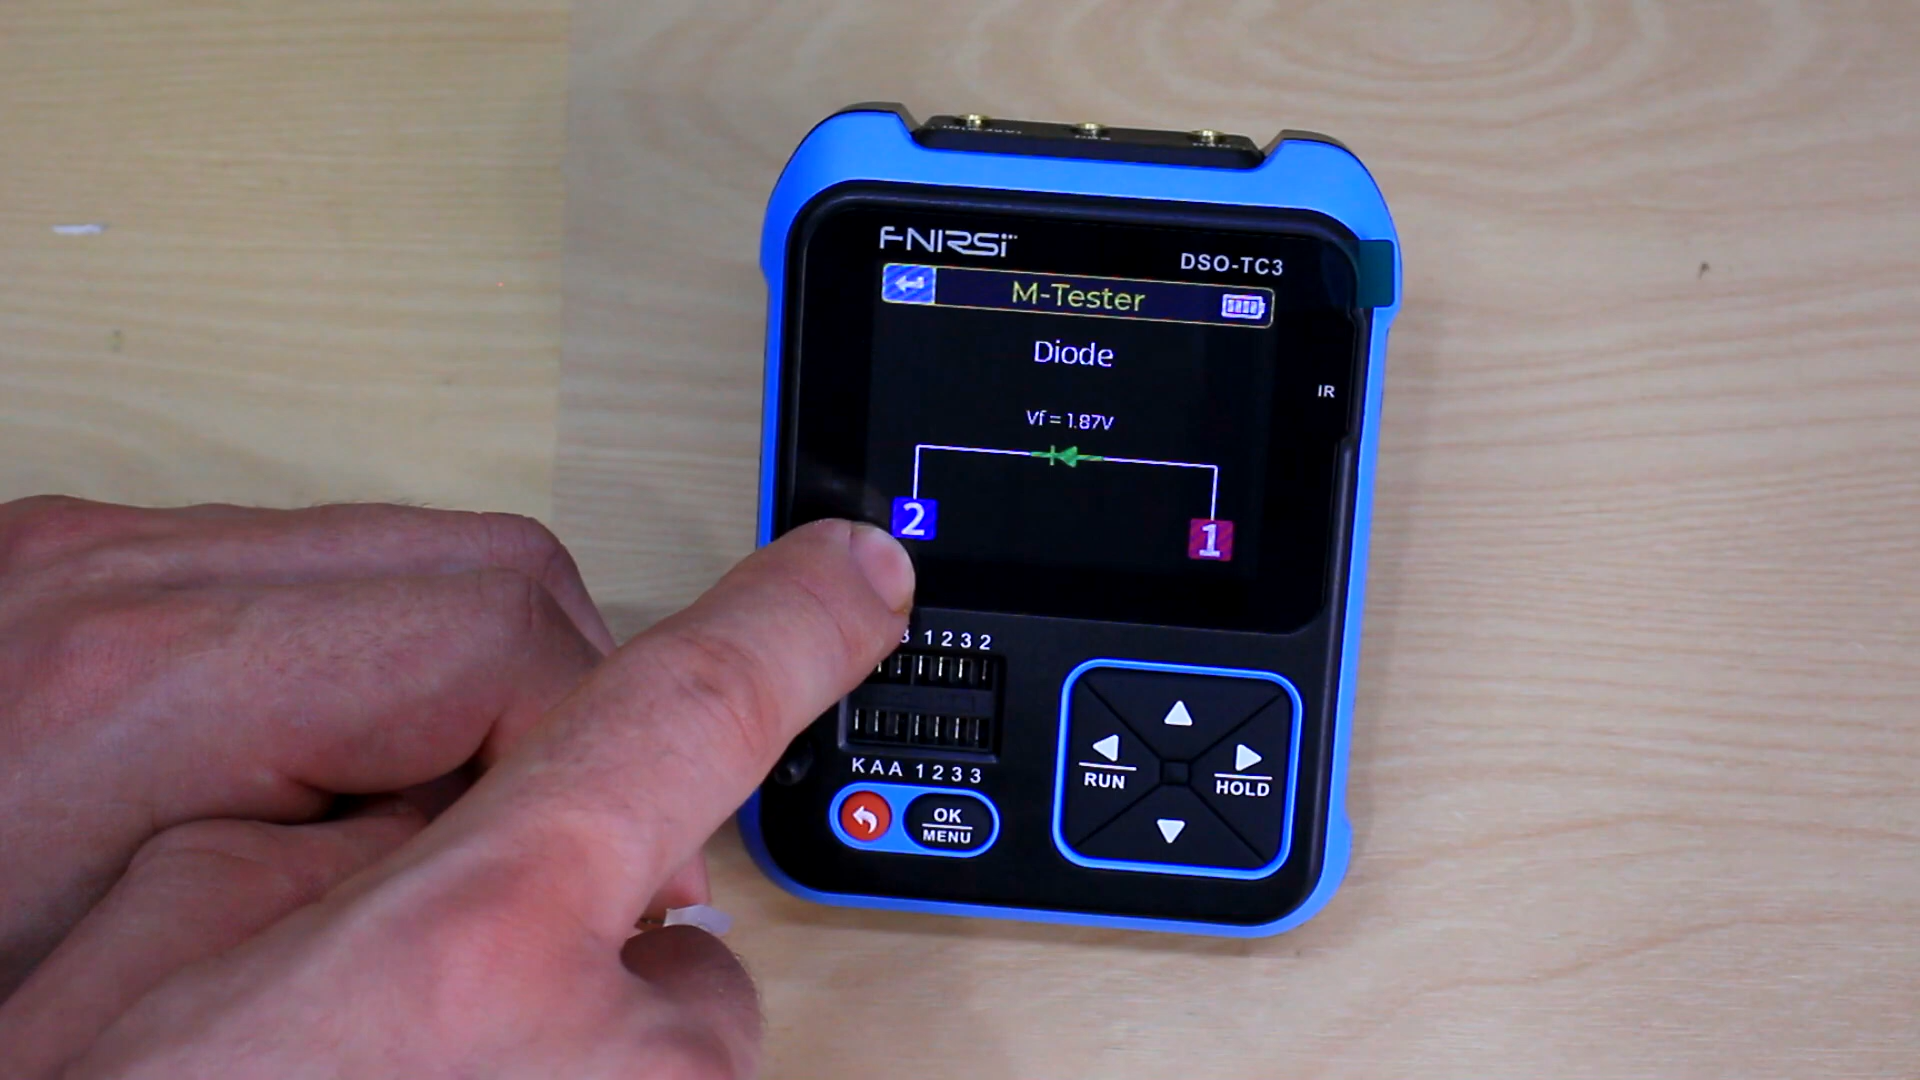 FNIRSI
DSO-TC3
M-Tester
Diode
IR
Vf = 1.87V
2
1
3 1 2 3 2
K A A 1 2 3 3
RUN
HOLD
OK
MENU